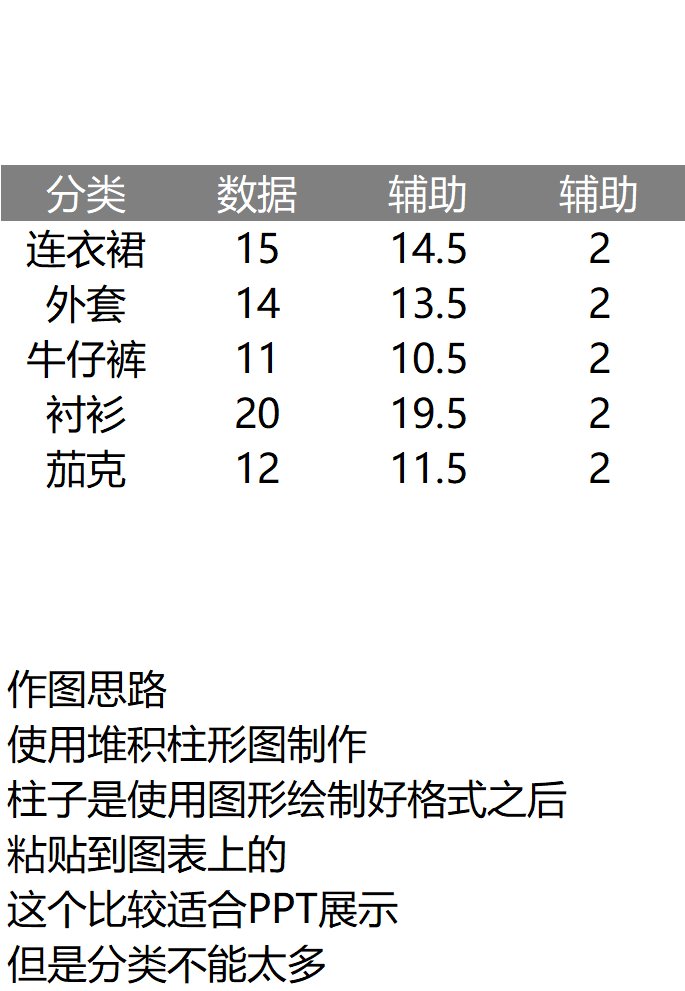 分类 数据 辅助 辅助
连衣裙 15 14.5 2
外套 14 13.5 2
牛仔裤 11 10.5 2
衬衫 20 19.5 2
茄克 12 11.5 2
作图思路
使用堆积柱形图制作
柱子是使用图形绘制好格式之后
粘贴到图表上的
这个比较适合PPT展示
但是分类不能太多